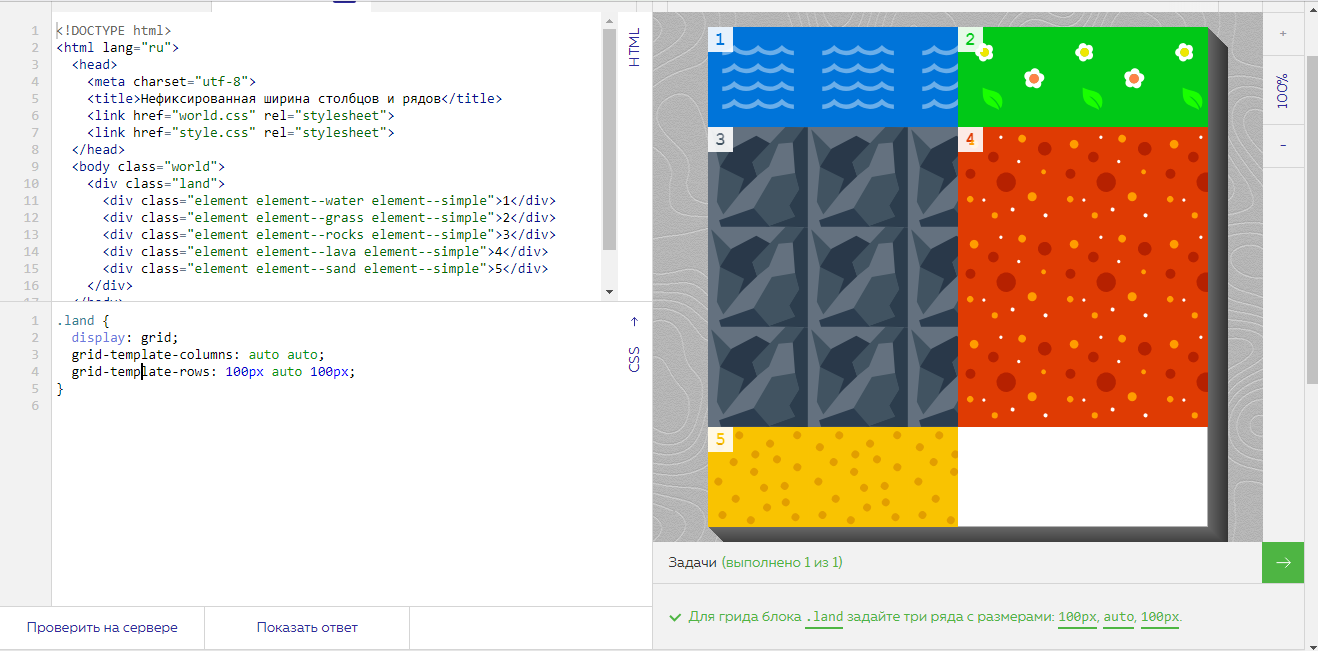 1 <!DOCTYPE html>
2 <html lang="ru">
3 <head>
4 <meta charset="utf-8">
5 <title>Нефиксированная ширина столбцов и рядов</title>
6 <link href="world.css" rel="stylesheet">
7 <link href="style.css" rel="stylesheet">
8 </head>
9 <body class="world">
10 <div class="land">
11 <div class="element element--water element--simple">1</div>
12 <div class="element element--grass element--simple">2</div>
13 <div class="element element--rocks element--simple">3</div>
14 <div class="element element--lava element--simple">4</div>
15 <div class="element element--sand element--simple">5</div>
16 </div>
17 </body>
HTML
1 .land {
2 display: grid;
3 grid-template-columns: auto auto;
4 grid-template-rows: 100px auto 100px;
5 }
6
CSS
Проверить на сервере
Показать ответ
1
2
3
4
5
+
100%
-
Задачи (выполнено 1 из 1)
Для грида блока .land задайте три ряда с размерами: 100px, auto, 100px.